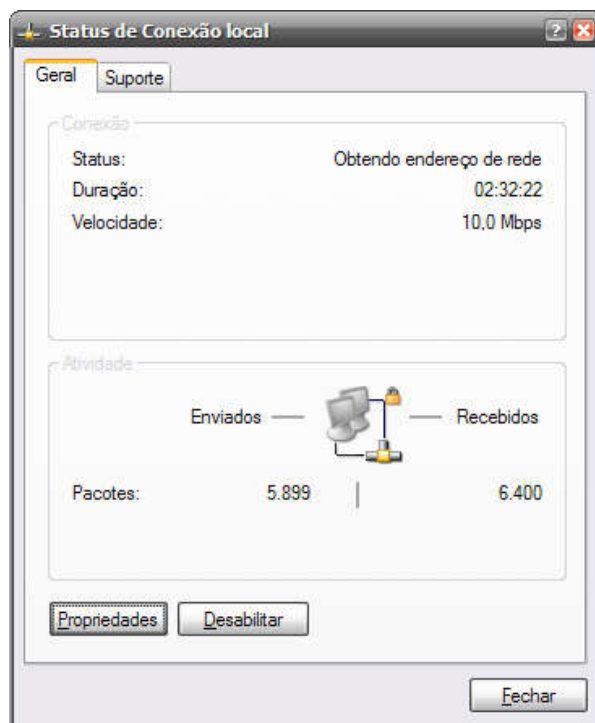 Status de Conexão local
Geral Suporte
Conexão
Status: Obtendo endereço de rede
Duração: 02:32:22
Velocidade: 10,0 Mbps
Atividade
Enviados Recebidos
Pacotes: 5.899 6.400
Propriedades Desabilitar
Fechar